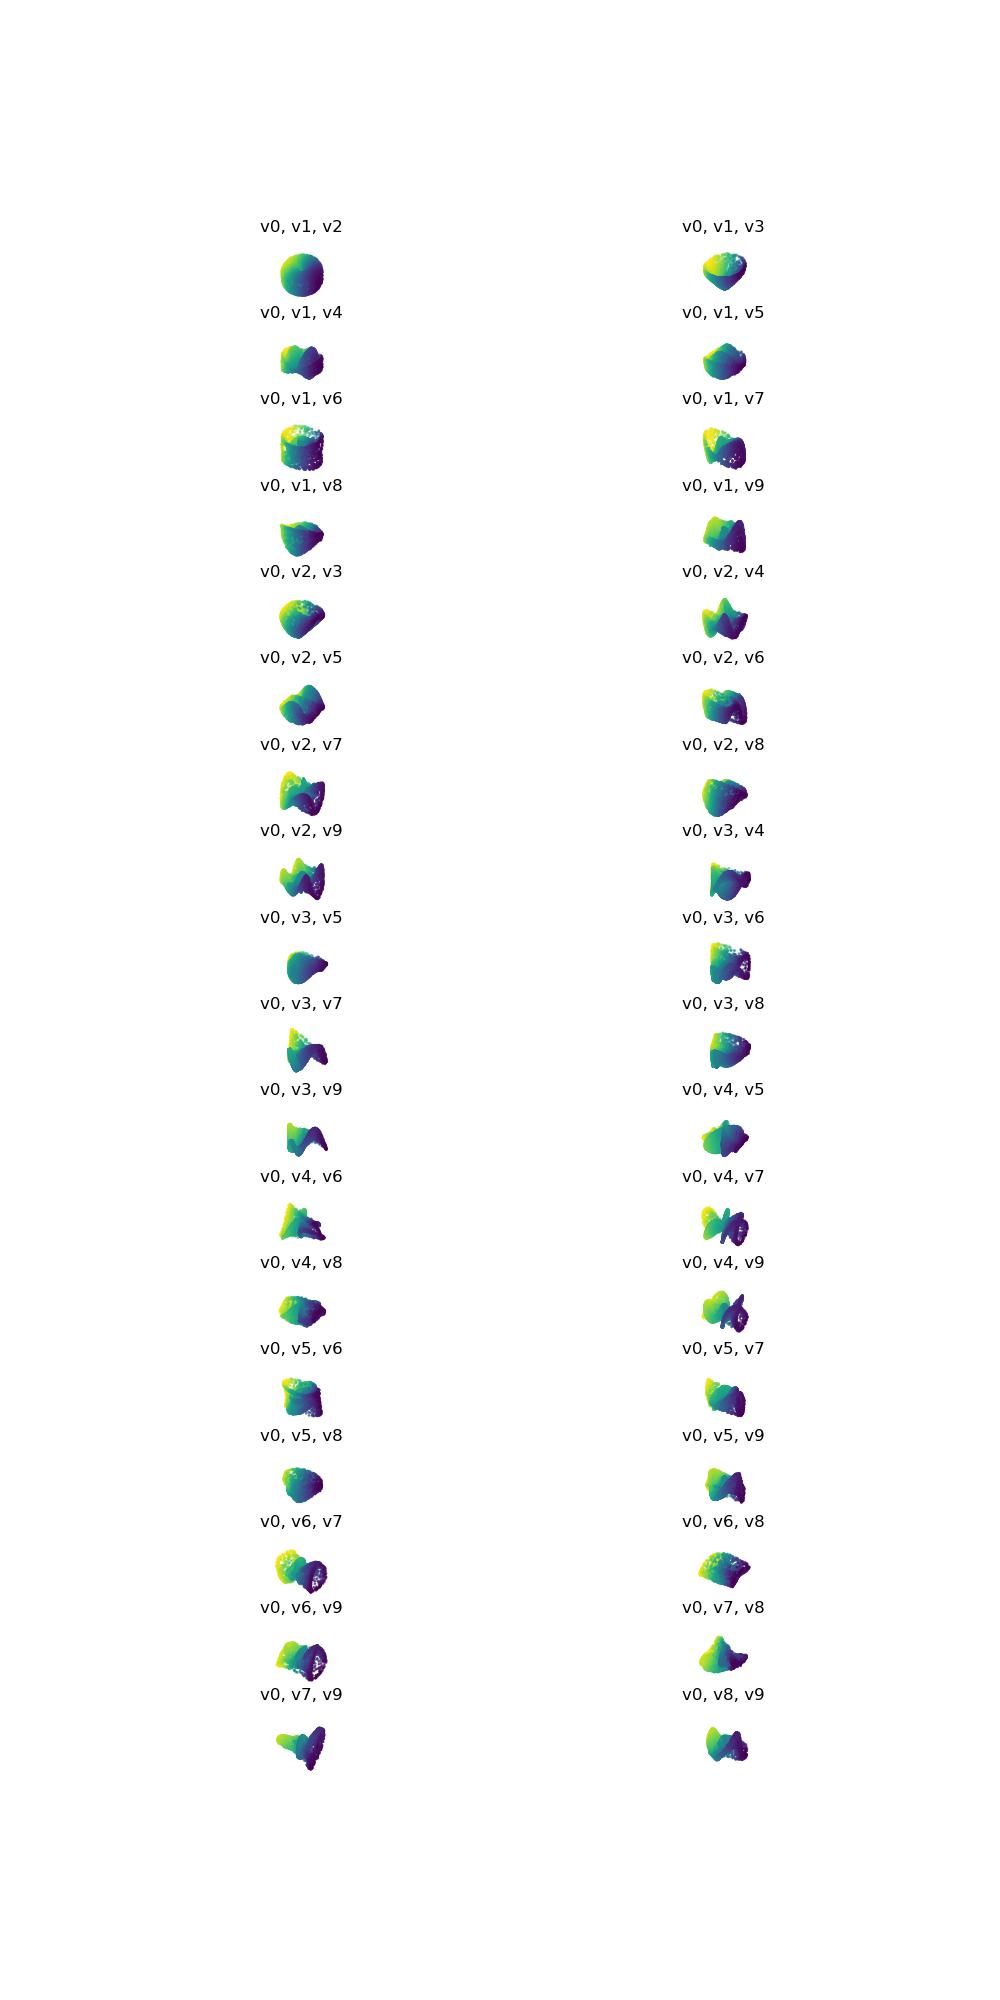 v0, v1, v2
v0, v1, v3
v0, v1, v4
v0, v1, v5
v0, v1, v6
v0, v1, v7
v0, v1, v8
v0, v1, v9
v0, v2, v3
v0, v2, v4
v0, v2, v5
v0, v2, v6
v0, v2, v7
v0, v2, v8
v0, v2, v9
v0, v3, v4
v0, v3, v5
v0, v3, v6
v0, v3, v7
v0, v3, v8
v0, v3, v9
v0, v4, v5
v0, v4, v6
v0, v4, v7
v0, v4, v8
v0, v4, v9
v0, v5, v6
v0, v5, v7
v0, v5, v8
v0, v5, v9
v0, v6, v7
v0, v6, v8
v0, v6, v9
v0, v7, v8
v0, v7, v9
v0, v8, v9